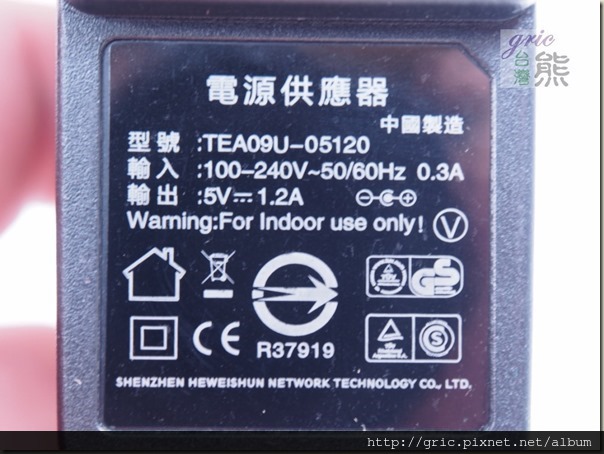 gric
台灣熊
電源供應器
中國製造
型號:TEA09U-05120
輸入:100-240V~50/60Hz 0.3A
輸出:5V⎓1.2A
Warning:For Indoor use only! V
GS
CE
R37919
S
SHENZHEN HEWEISHUN NETWORK TECHNOLOGY CO., LTD.
http://gric.pixnet.net/album